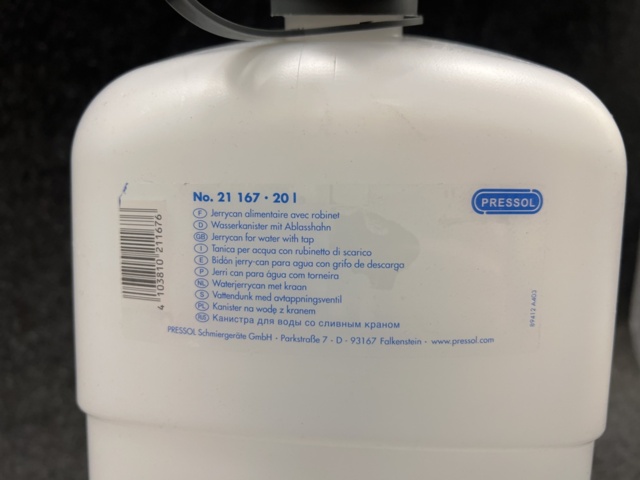 No. 21 167 · 20 l
PRESSOL
F Jerrycan alimentaire avec robinet
D Wasserkanister mit Ablasshahn
GB Jerrycan for water with tap
I Tanica per acqua con rubinetto di scarico
E Bidón jerry-can para agua con grifo de descarga
P Jerri can para água com torneira
NL Waterjerrycan met kraan
S Vattendunk med avtappningsventil
PL Kanister na wodę z kranem
RUS Канистра для воды со сливным краном
PRESSOL Schmiergeräte GmbH - Parkstraße 7 - D - 93167 Falkenstein - www.pressol.com
4 103810 211676